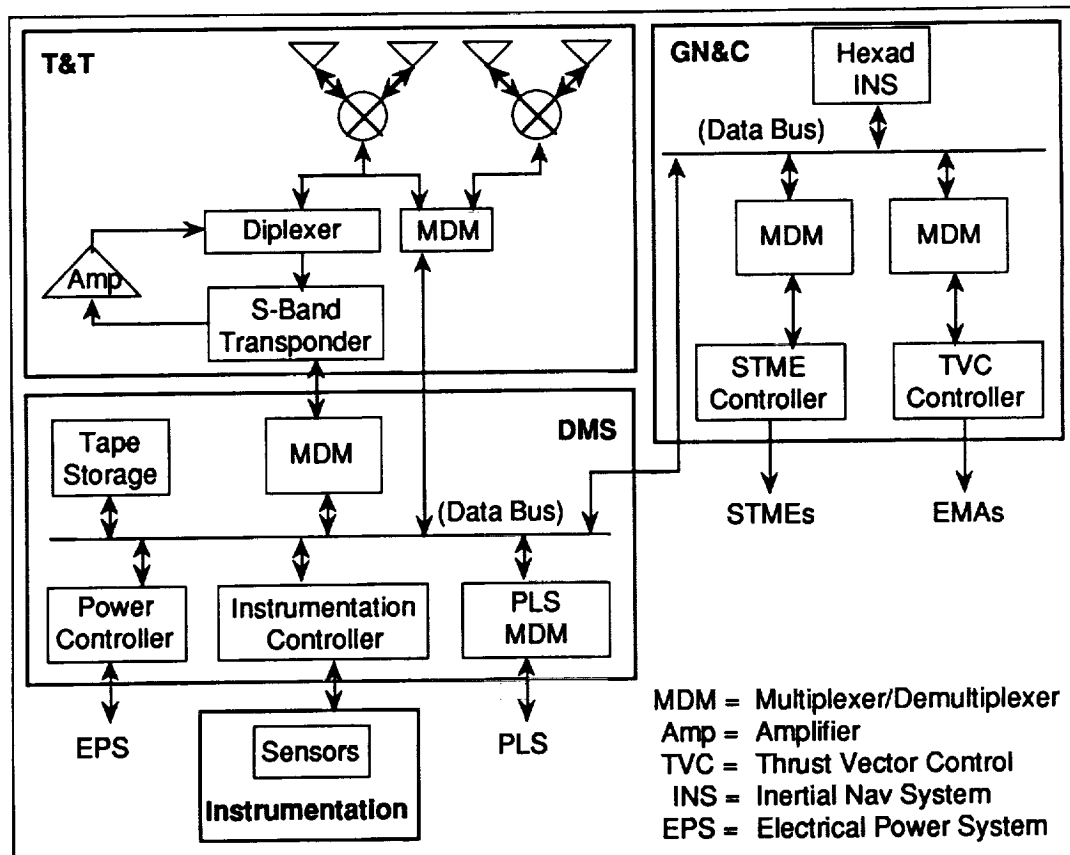 T&T
Diplexer
MDM
Amp
S-Band
Transponder
GN&C
Hexad
INS
(Data Bus)
MDM
MDM
STME
Controller
TVC
Controller
STMEs
EMAs
DMS
Tape
Storage
MDM
(Data Bus)
Power
Controller
Instrumentation
Controller
PLS
MDM
EPS
Sensors
Instrumentation
PLS
MDM = Multiplexer/Demultiplexer
Amp = Amplifier
TVC = Thrust Vector Control
INS = Inertial Nav System
EPS = Electrical Power System